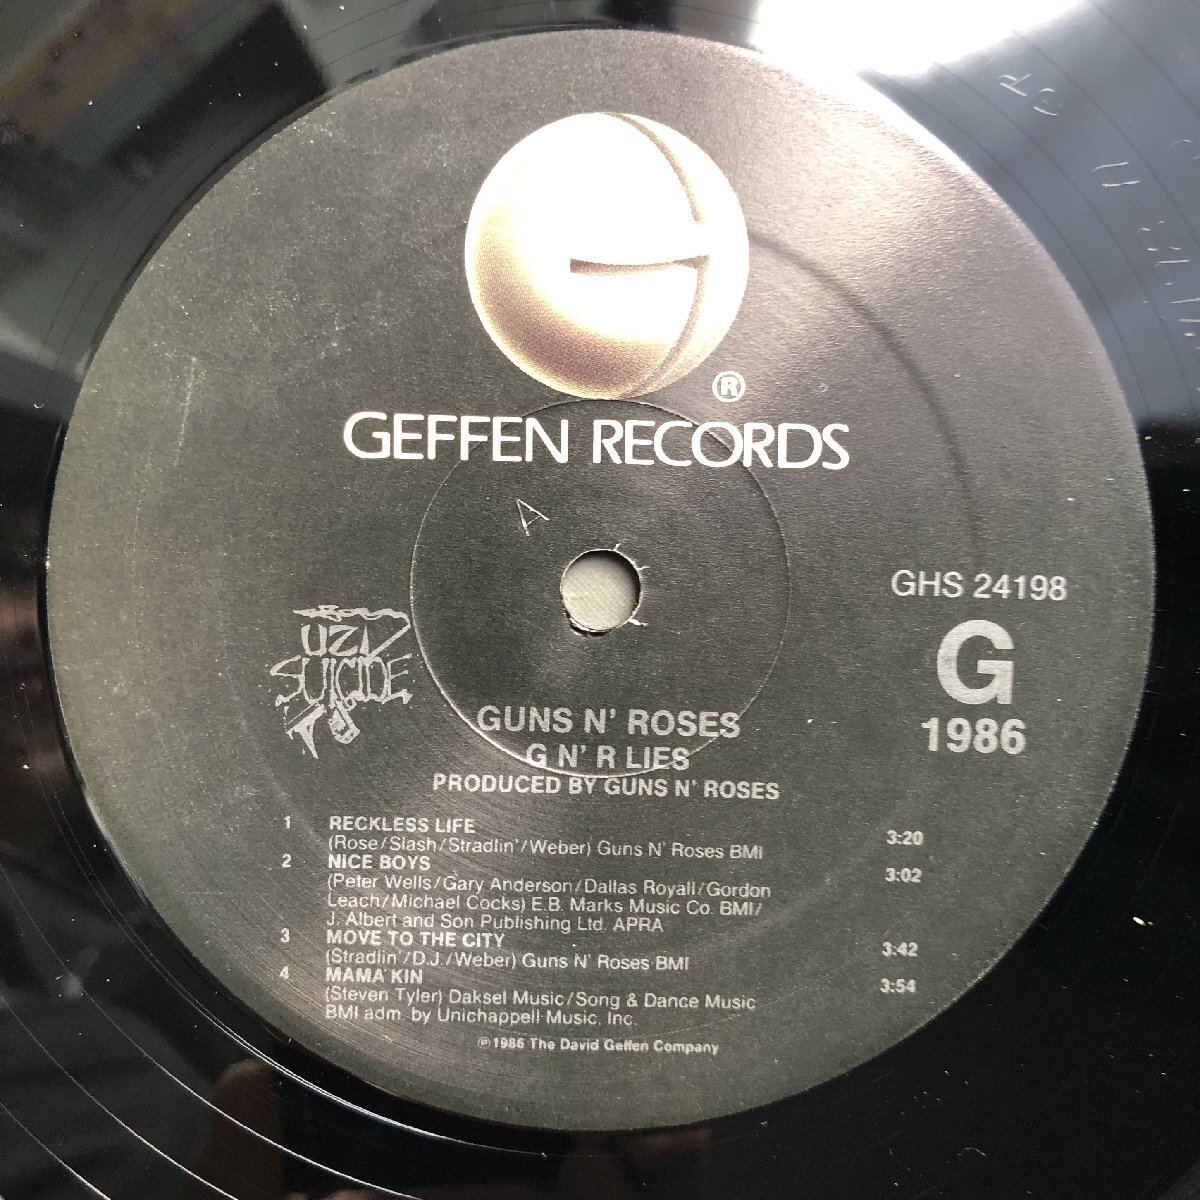 ®
GEFFEN RECORDS
A
GHS 24198
G
1986
UZI
SUICIDE
GUNS N' ROSES
G N' R LIES
PRODUCED BY GUNS N' ROSES
1 RECKLESS LIFE 3:20
(Rose/Slash/Stradlin'/Weber) Guns N' Roses BMI
2 NICE BOYS 3:02
(Peter Wells/Gary Anderson/Dallas Royall/Gordon
Leach/Michael Cocks) E.B. Marks Music Co. BMI/
J. Albert and Son Publishing Ltd. APRA
3 MOVE TO THE CITY 3:42
(Stradlin'/D.J./Weber) Guns N' Roses BMI
4 MAMA KIN 3:54
(Steven Tyler) Daksel Music/Song & Dance Music
BMI adm. by Unichappell Music, Inc.
℗1986 The David Geffen Company